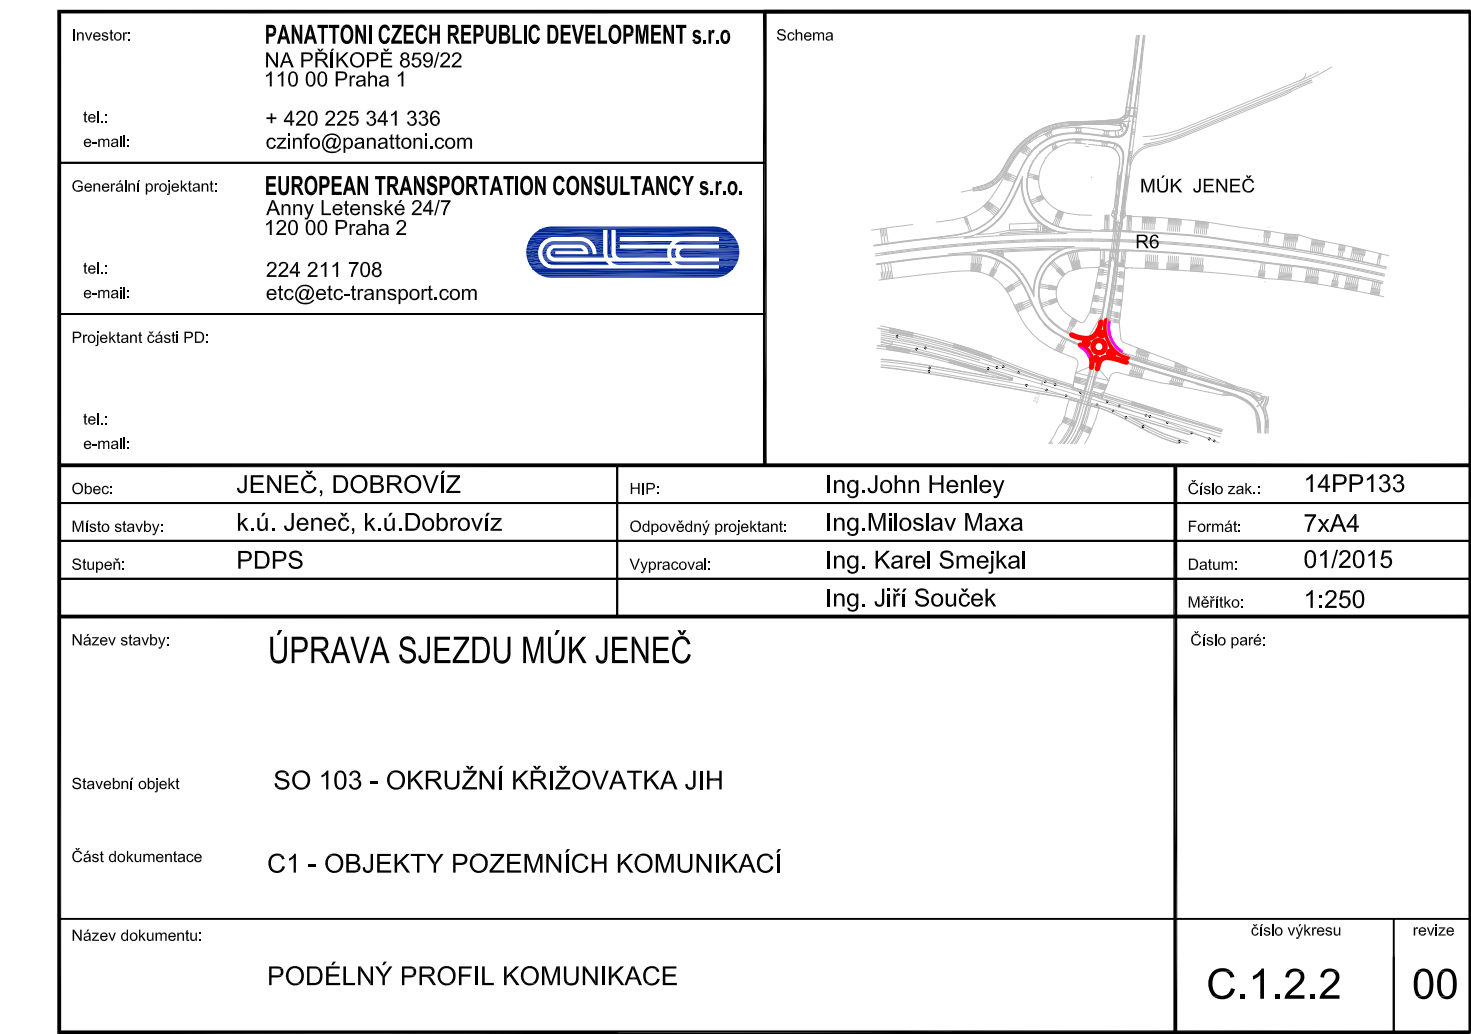 Investor:
PANATTONI CZECH REPUBLIC DEVELOPMENT s.r.o
NA PŘÍKOPĚ 859/22
110 00 Praha 1
tel.: + 420 225 341 336
e-mail: czinfo@panattoni.com
Generální projektant:
EUROPEAN TRANSPORTATION CONSULTANCY s.r.o.
Anny Letenské 24/7
120 00 Praha 2
etc
tel.: 224 211 708
e-mail: etc@etc-transport.com
Projektant části PD:
tel.:
e-mail:
Schema
MÚK JENEČ
R6
Obec: JENEČ, DOBROVÍZ
HIP: Ing.John Henley
Číslo zak.: 14PP133
Místo stavby: k.ú. Jeneč, k.ú.Dobrovíz
Odpovědný projektant: Ing.Miloslav Maxa
Formát: 7xA4
Stupeň: PDPS
Vypracoval: Ing. Karel Smejkal
Datum: 01/2015
Ing. Jiří Souček
Měřítko: 1:250
Název stavby: ÚPRAVA SJEZDU MÚK JENEČ
Číslo paré:
Stavební objekt SO 103 - OKRUŽNÍ KŘIŽOVATKA JIH
Část dokumentace C1 - OBJEKTY POZEMNÍCH KOMUNIKACÍ
Název dokumentu:
PODÉLNÝ PROFIL KOMUNIKACE
číslo výkresu
C.1.2.2
revize
00